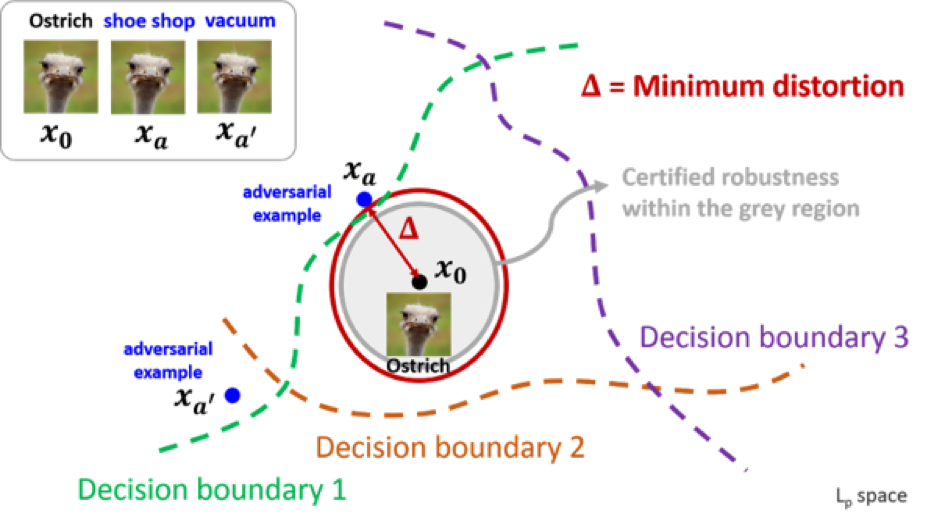 Ostrich shoe shop vacuum
x₀ xₐ xₐ′
Δ = Minimum distortion
xₐ
adversarial
example
Certified robustness
within the grey region
Δ
x₀
Ostrich
Decision boundary 3
adversarial
example
xₐ′
Decision boundary 2
Decision boundary 1
Lₚ space